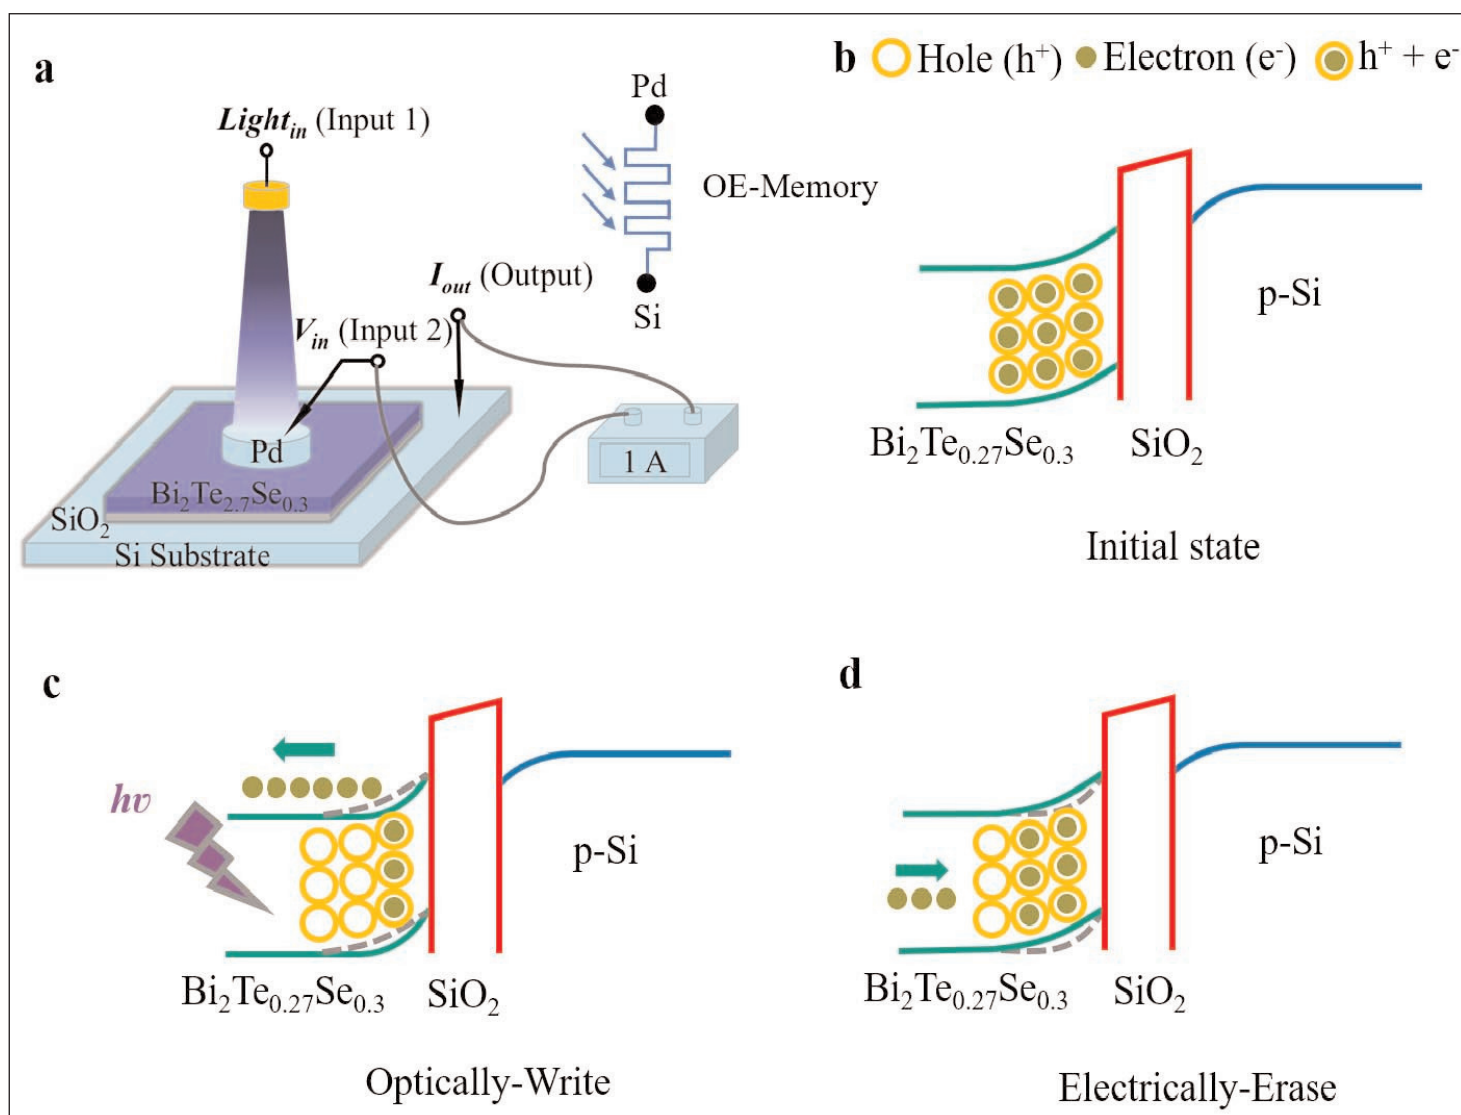 a
Light_in (Input 1)
Pd
OE-Memory
Si
I_out (Output)
V_in (Input 2)
1 A
Pd
Bi₂Te₂.₇Se₀.₃
SiO₂
Si Substrate
b Hole (h⁺) Electron (e⁻) h⁺ + e⁻
p-Si
Bi₂Te₀.₂₇Se₀.₃ SiO₂
Initial state
c
hν
p-Si
Bi₂Te₀.₂₇Se₀.₃ SiO₂
Optically-Write
d
p-Si
Bi₂Te₀.₂₇Se₀.₃ SiO₂
Electrically-Erase